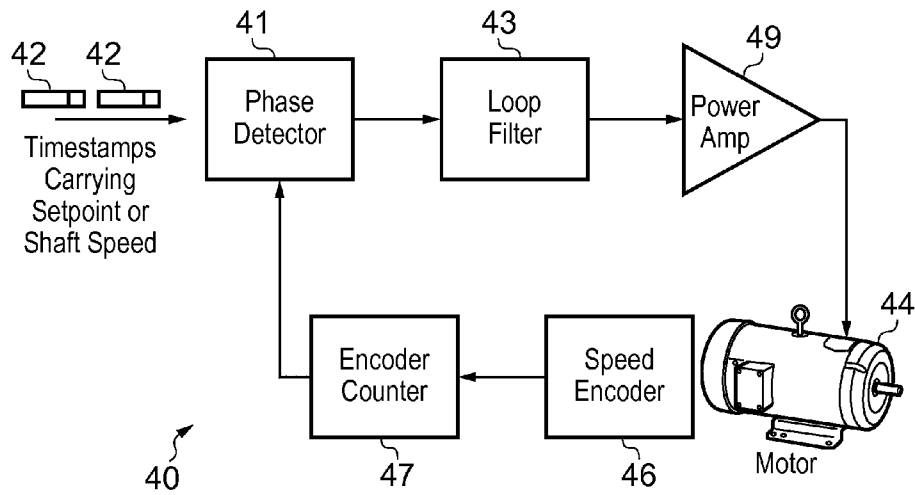 42
42
41
43
49
Phase
Detector
Loop
Filter
Power
Amp
Timestamps
Carrying
Setpoint or
Shaft Speed
44
Encoder
Counter
Speed
Encoder
40
47
46
Motor